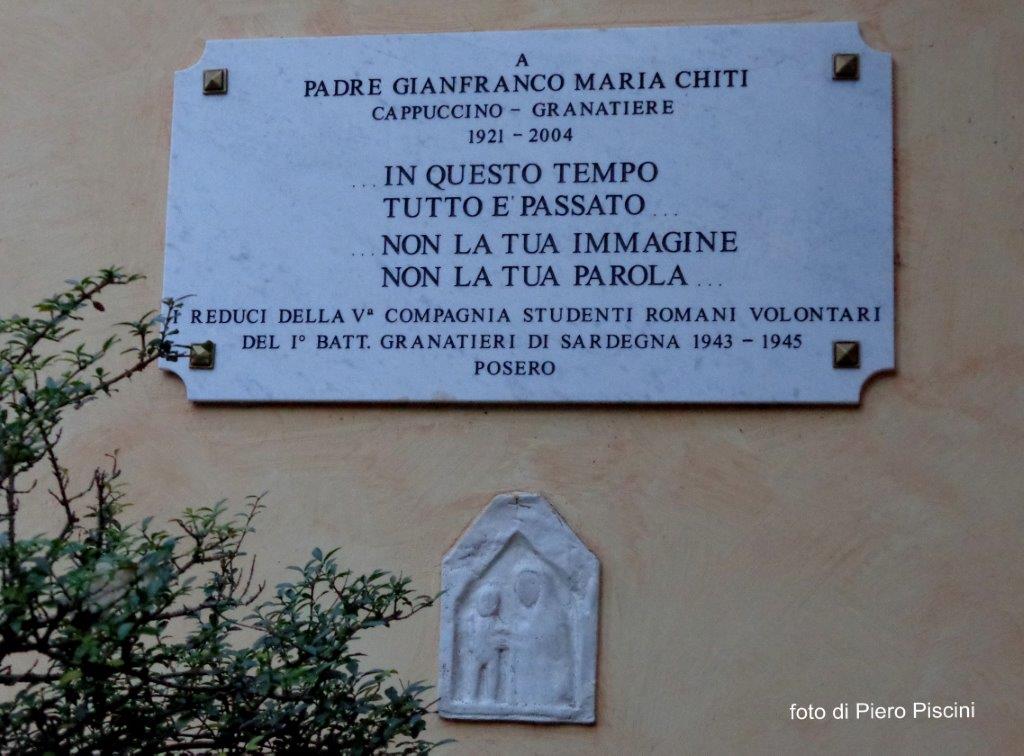 A
PADRE GIANFRANCO MARIA CHITI
CAPPUCCINO - GRANATIERE
1921 - 2004
...IN QUESTO TEMPO
TUTTO E' PASSATO...
...NON LA TUA IMMAGINE
NON LA TUA PAROLA...
I REDUCI DELLA Vª COMPAGNIA STUDENTI ROMANI VOLONTARI
DEL I° BATT. GRANATIERI DI SARDEGNA 1943 - 1945
POSERO
foto di Piero Piscini